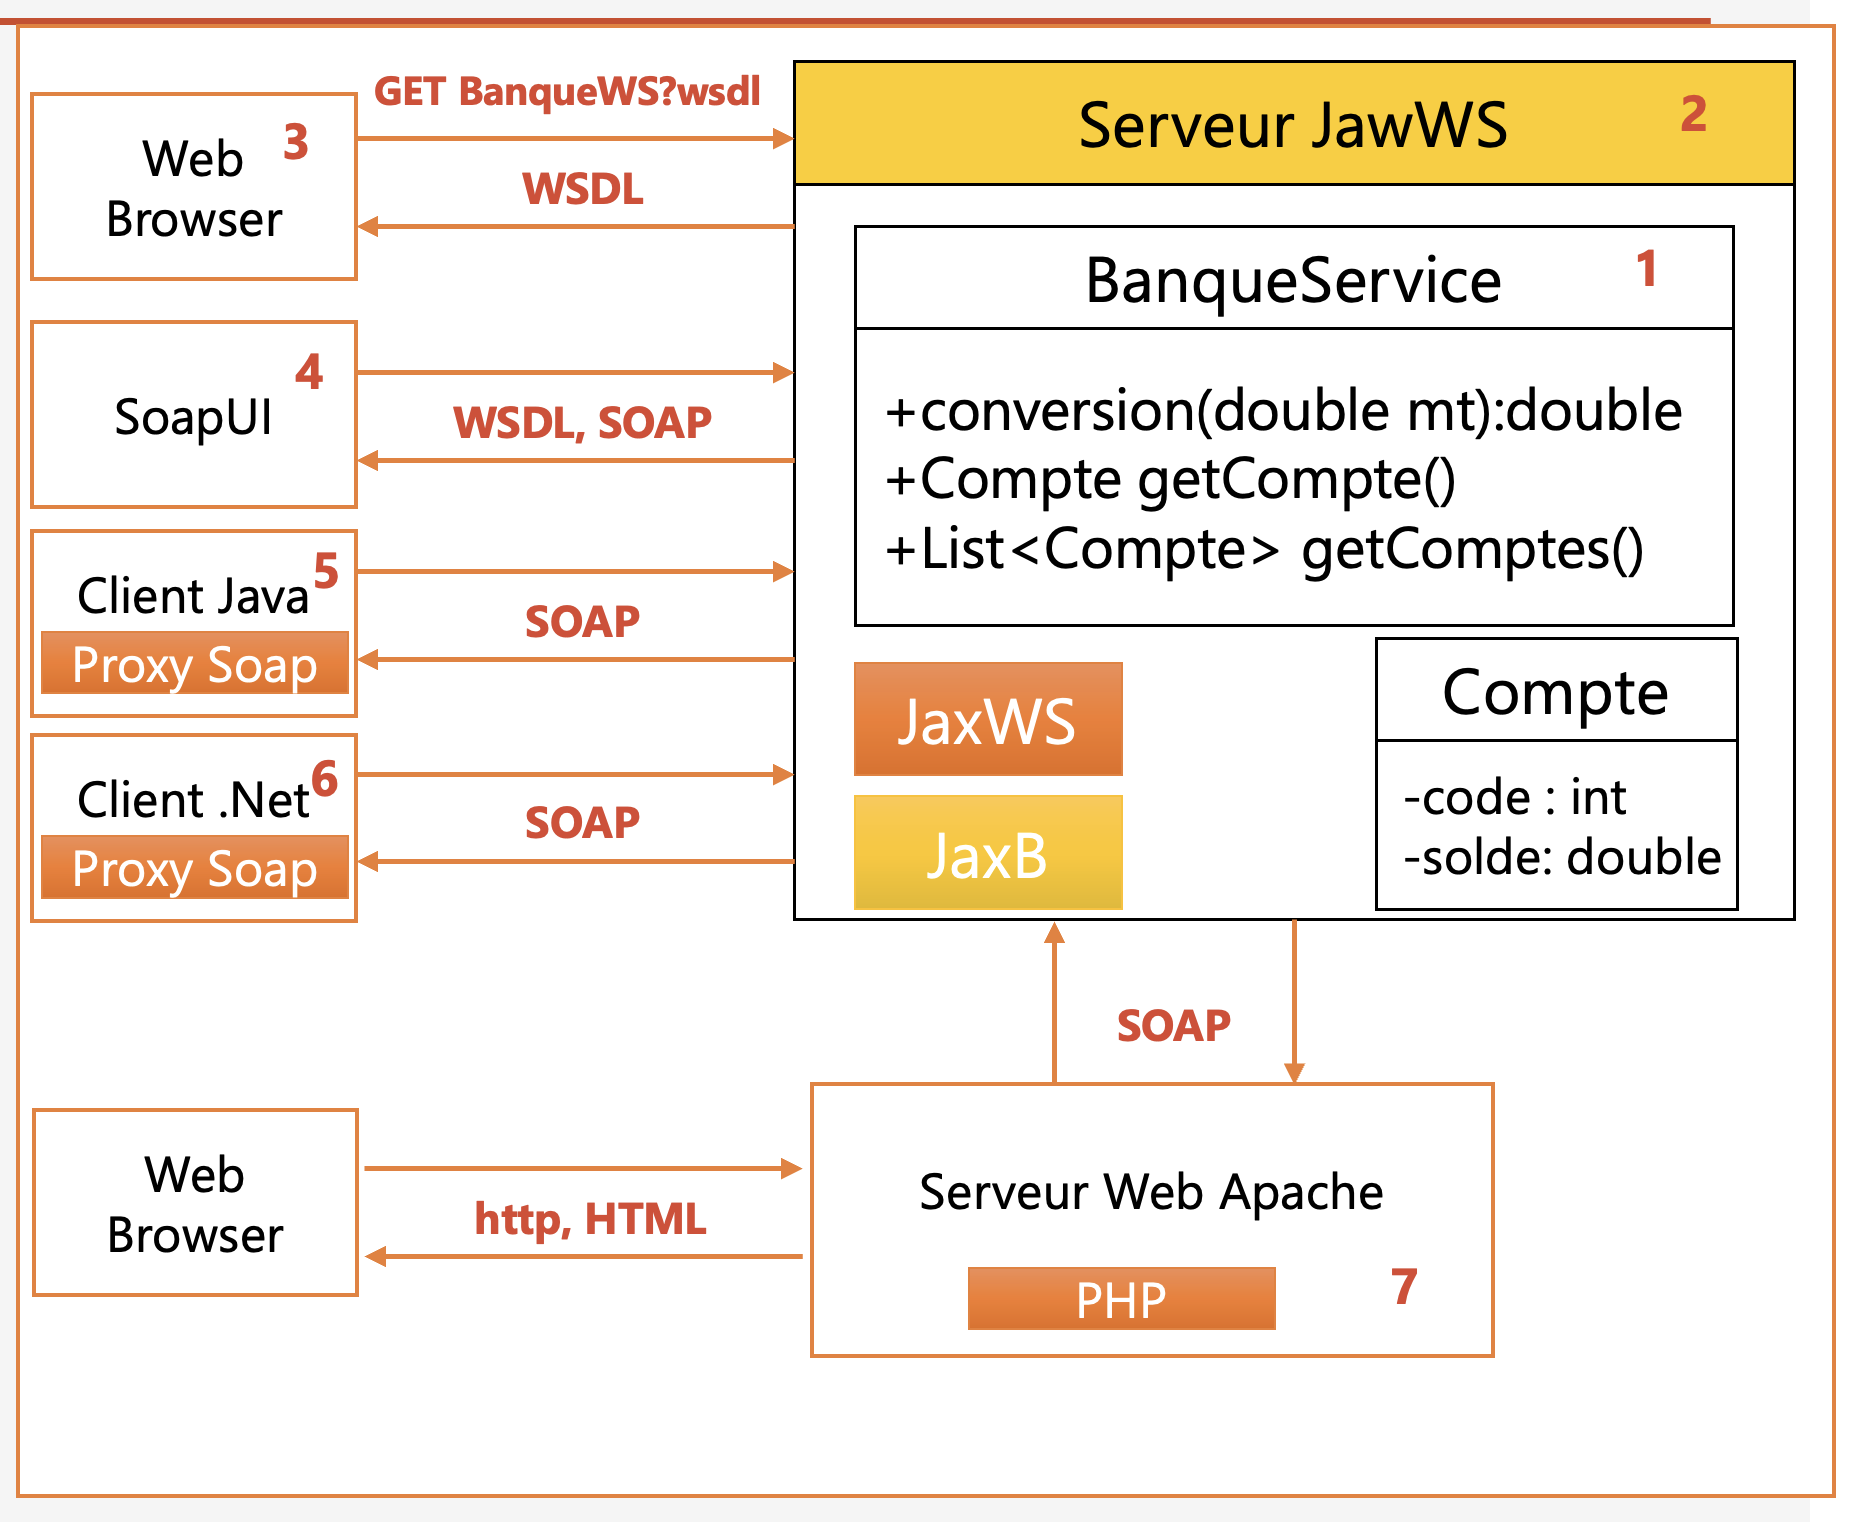 GET BanqueWS?wsdl
Web
Browser
3
WSDL
Serveur JawWS
2
BanqueService
1
+conversion(double mt):double
+Compte getCompte()
+List<Compte> getComptes()
SoapUI
4
WSDL, SOAP
Client Java
5
Proxy Soap
SOAP
Client .Net
6
Proxy Soap
SOAP
JaxWS
JaxB
Compte
-code : int
-solde: double
SOAP
Web
Browser
http, HTML
Serveur Web Apache
PHP
7